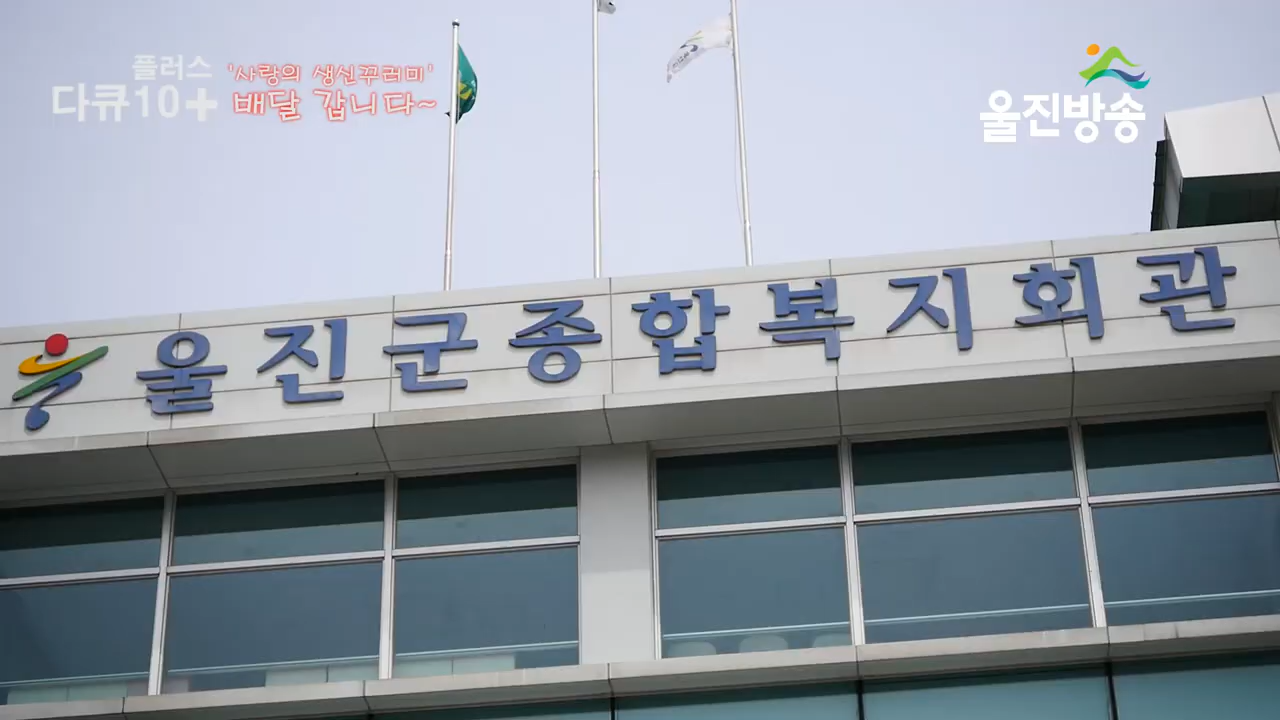 플러스
다큐10+
'사랑의 생신꾸러미'
배달 갑니다~
울진방송
울진군종합복지회관